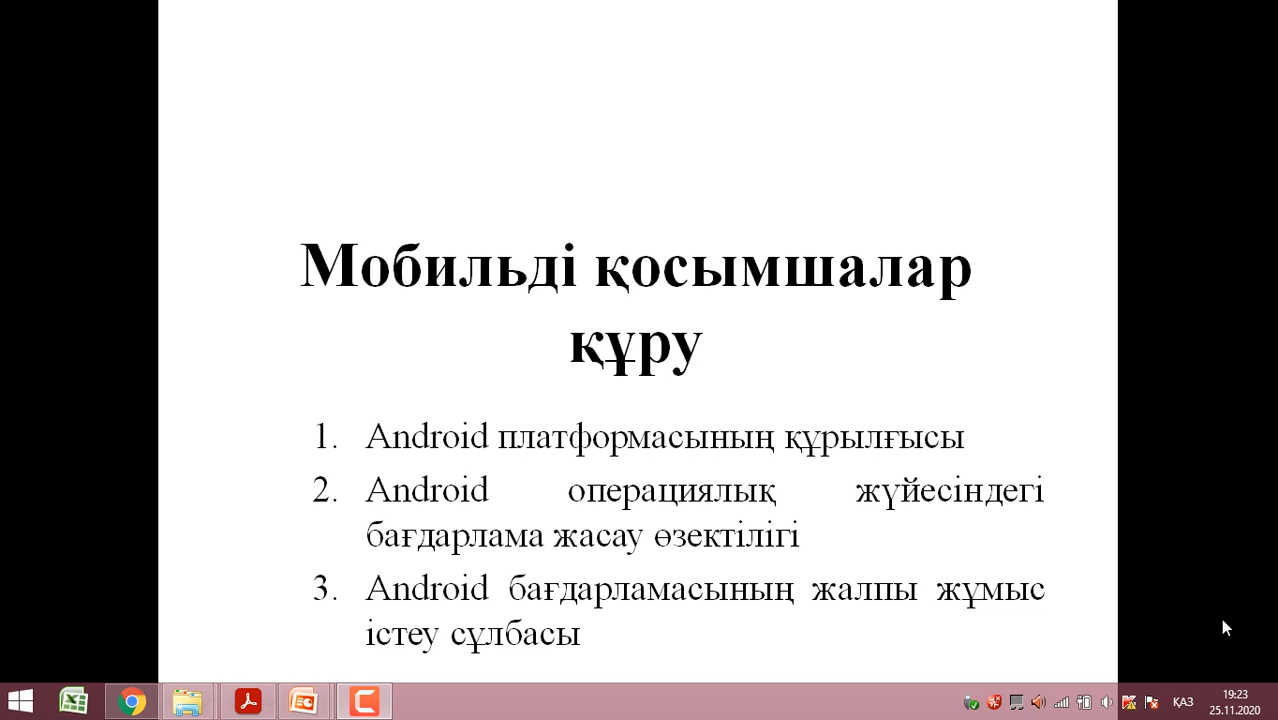 Мобильді қосымшалар
құру
1. Android платформасының құрылғысы
2. Android операциялық жүйесіндегі
бағдарлама жасау өзектілігі
3. Android бағдарламасының жалпы жұмыс
істеу сұлбасы
ҚАЗ
19:23
25.11.2020